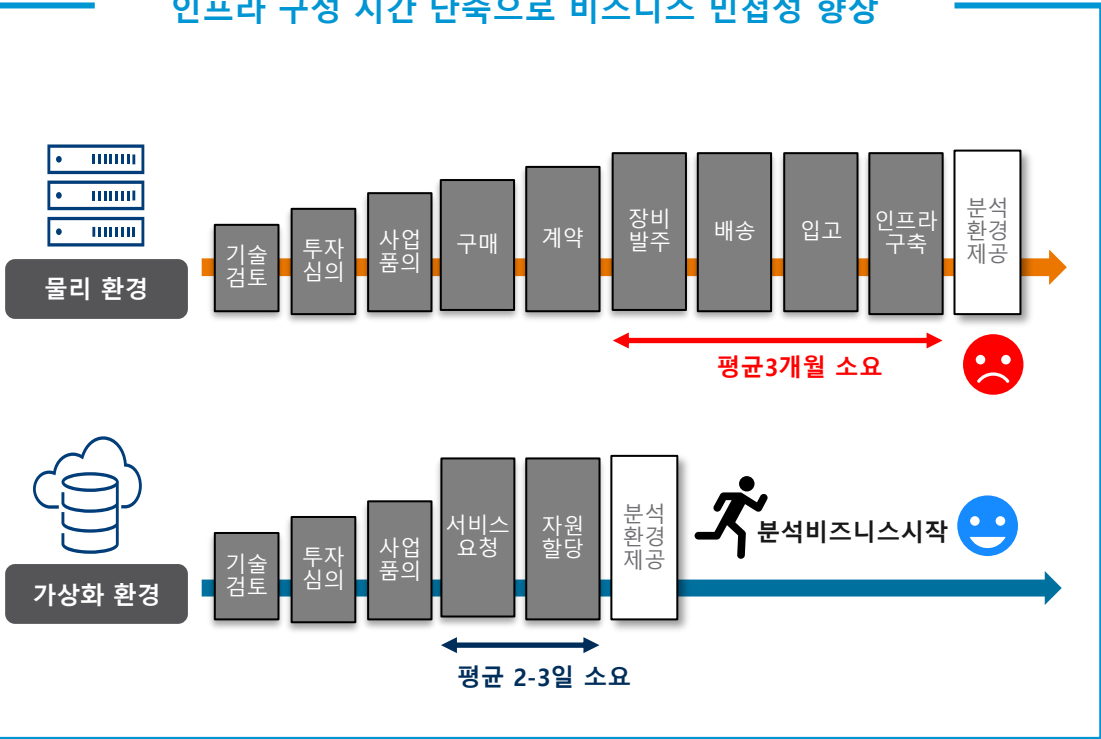 인프라 구성 시간 단축으로 비즈니스 민첩성 향상
물리 환경
기술
검토
투자
심의
사업
품의
구매
계약
장비
발주
배송
입고
인프라
구축
분석
환경
제공
평균3개월 소요
가상화 환경
기술
검토
투자
심의
사업
품의
서비스
요청
자원
할당
분석
환경
제공
분석비즈니스시작
평균 2-3일 소요